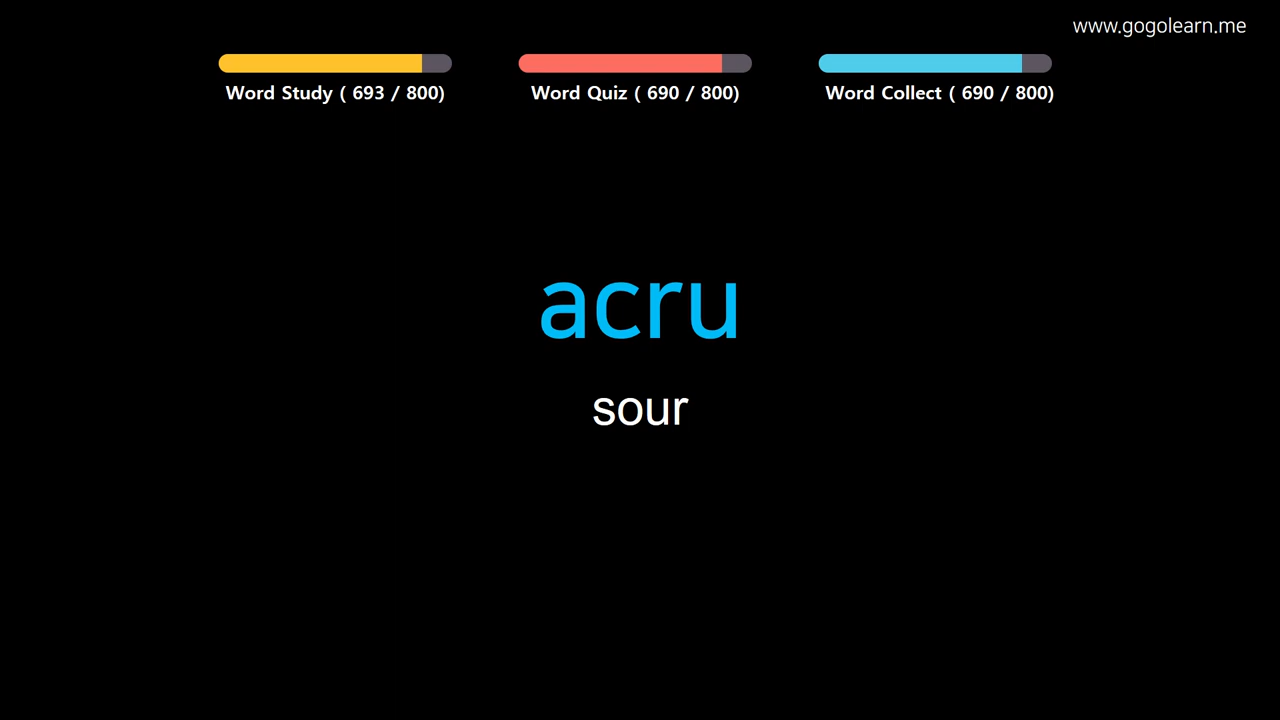 www.gogolearn.me
Word Study ( 693 / 800)
Word Quiz ( 690 / 800)
Word Collect ( 690 / 800)
acru
sour